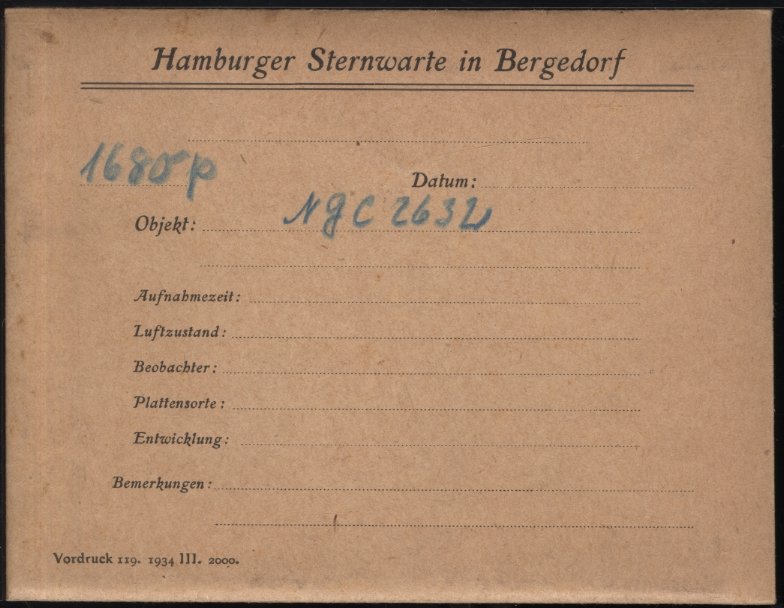 Hamburger Sternwarte in Bergedorf
1680 p
Datum:
Objekt: NGC 2632
Aufnahmezeit:
Luftzustand:
Beobachter:
Plattensorte:
Entwicklung:
Bemerkungen:
Vordruck 119. 1934 III. 2000.